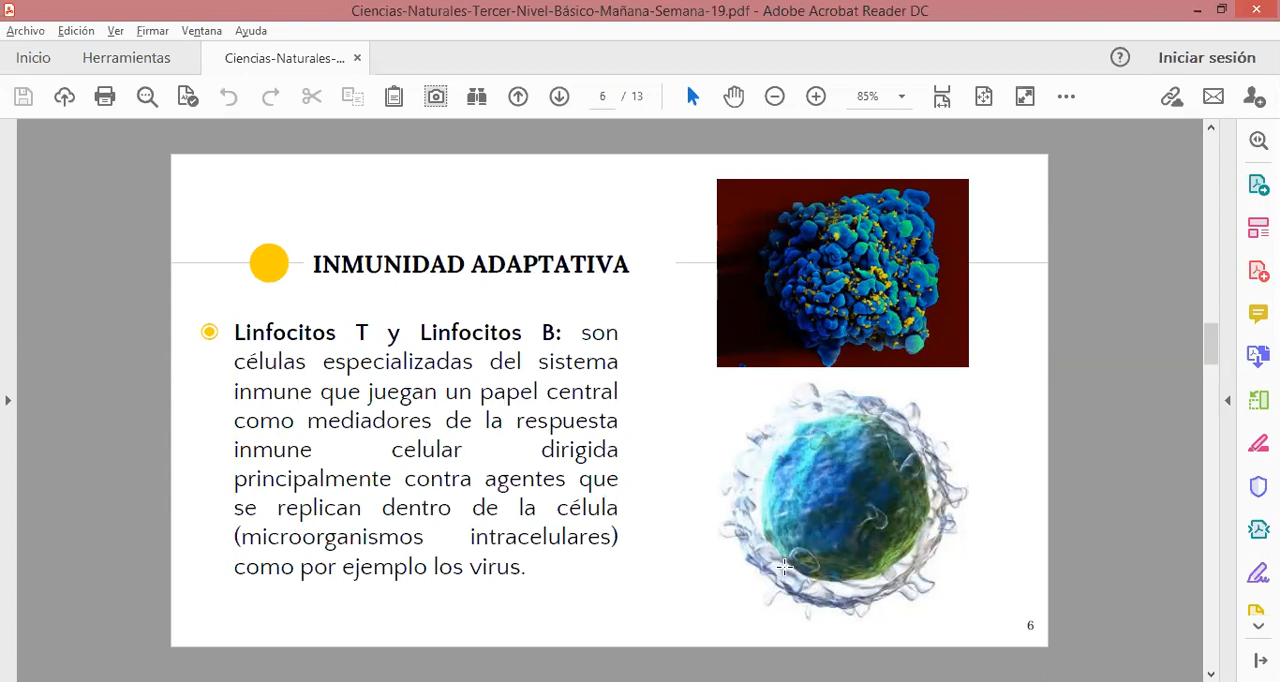 Ciencias-Naturales-Tercer-Nivel-Básico-Mañana-Semana-19.pdf - Adobe Acrobat Reader DC
Archivo Edición Ver Firmar Ventana Ayuda
Inicio Herramientas Ciencias-Naturales-... × Iniciar sesión
6 / 13 85%
INMUNIDAD ADAPTATIVA
Linfocitos T y Linfocitos B: son
células especializadas del sistema
inmune que juegan un papel central
como mediadores de la respuesta
inmune celular dirigida
principalmente contra agentes que
se replican dentro de la célula
(microorganismos intracelulares)
como por ejemplo los virus.
6